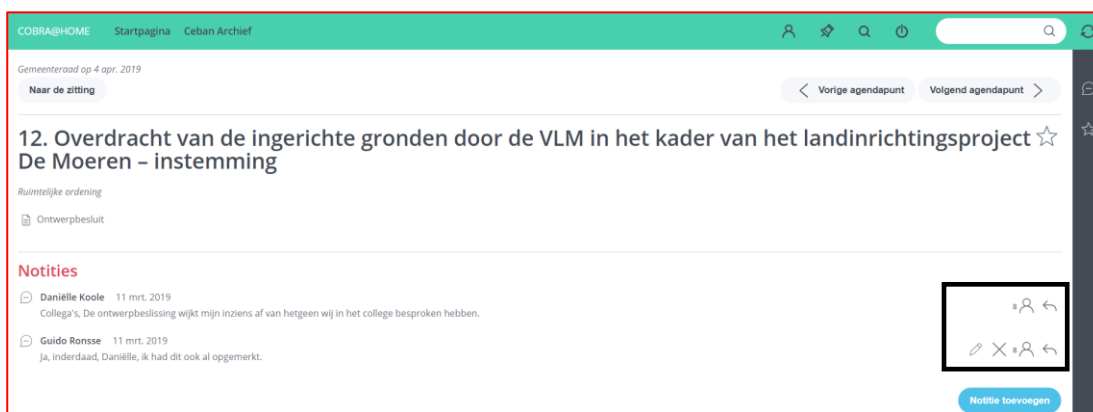 COBRA@HOME Startpagina Ceban Archief
Gemeenteraad op 4 apr. 2019
Naar de zitting Vorige agendapunt Volgend agendapunt
12. Overdracht van de ingerichte gronden door de VLM in het kader van het landinrichtingsproject
De Moeren – instemming
Ruimtelijke ordening
Ontwerpbesluit
Notities
Daniëlle Koole 11 mrt. 2019
Collega's, De ontwerpbeslissing wijkt mijn inziens af van hetgeen wij in het college besproken hebben.
8
Guido Ronsse 11 mrt. 2019
Ja, inderdaad, Daniëlle, ik had dit ook al opgemerkt.
8
Notitie toevoegen